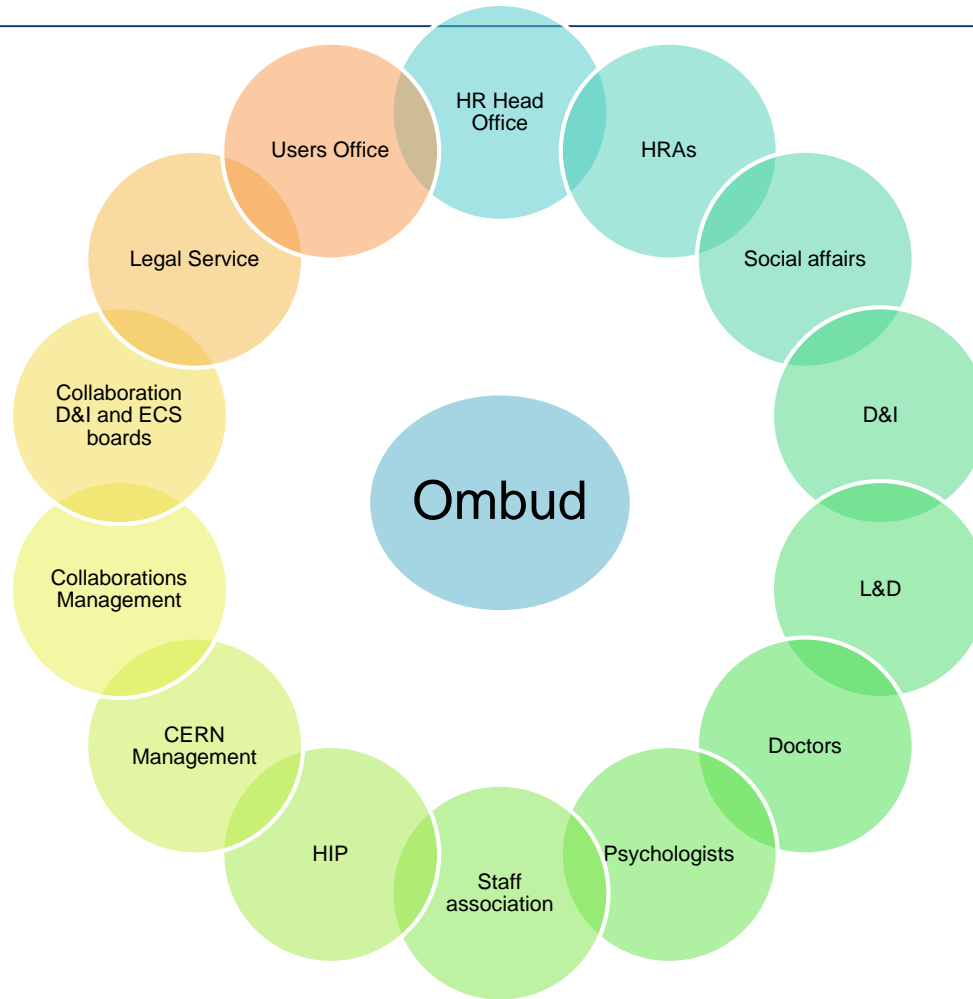 HR Head
Office
HRAs
Social affairs
D&I
L&D
Doctors
Psychologists
Staff
association
HIP
CERN
Management
Collaborations
Management
Collaboration
D&I and ECS
boards
Legal Service
Users Office
Ombud